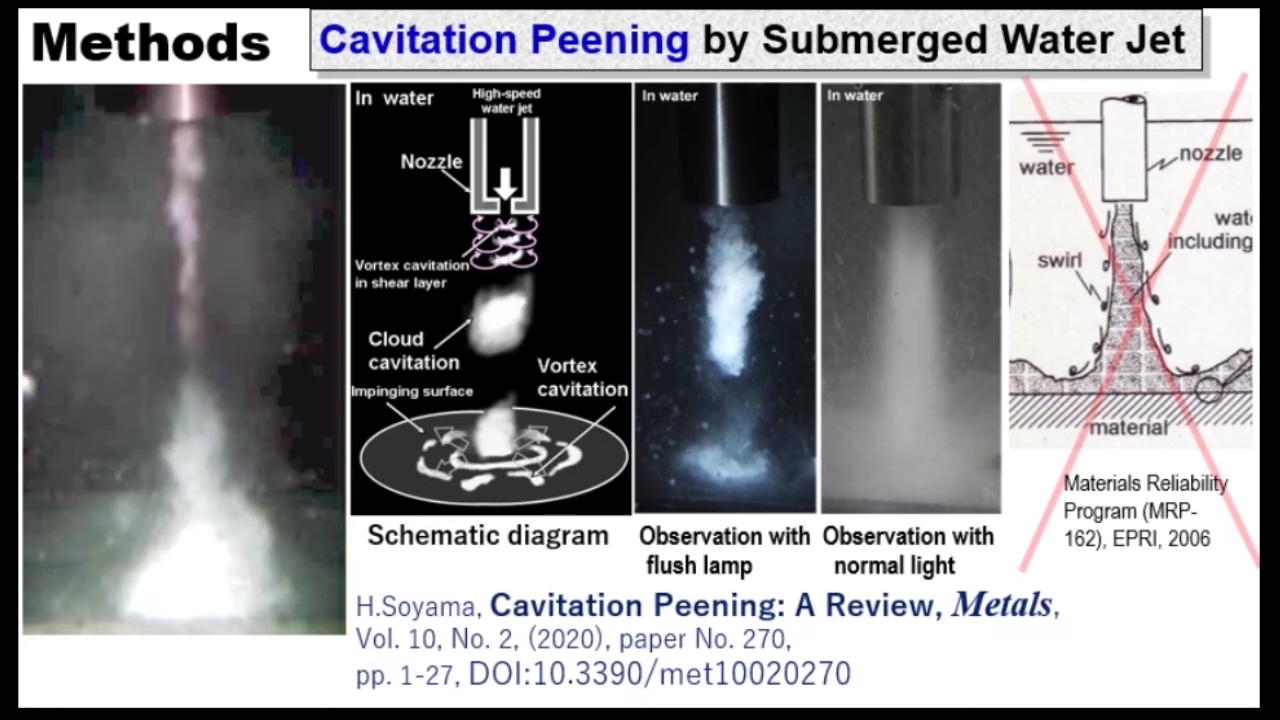 Methods
Cavitation Peening by Submerged Water Jet
In water
High-speed
water jet
Nozzle
Vortex cavitation
in shear layer
Cloud
cavitation
Vortex
cavitation
Impinging surface
Schematic diagram
In water
Observation with
flush lamp
In water
Observation with
normal light
water
nozzle
including
swirl
material
Materials Reliability
Program (MRP-
162), EPRI, 2006
H.Soyama, Cavitation Peening: A Review, Metals,
Vol. 10, No. 2, (2020), paper No. 270,
pp. 1-27, DOI:10.3390/met10020270